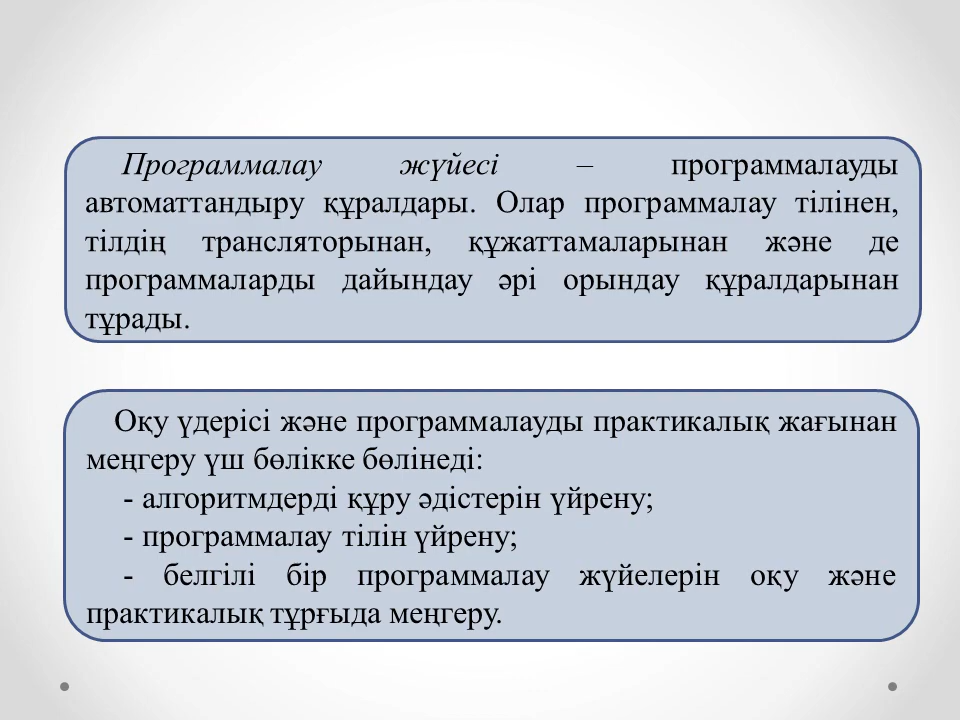 Программалау жүйесі – программалауды
автоматтандыру құралдары. Олар программалау тілінен,
тілдің трансляторынан, құжаттамаларынан және де
программаларды дайындау әрі орындау құралдарынан
тұрады.
Оқу үдерісі және программалауды практикалық жағынан
меңгеру үш бөлікке бөлінеді:
- алгоритмдерді құру әдістерін үйрену;
- программалау тілін үйрену;
- белгілі бір программалау жүйелерін оқу және
практикалық тұрғыда меңгеру.